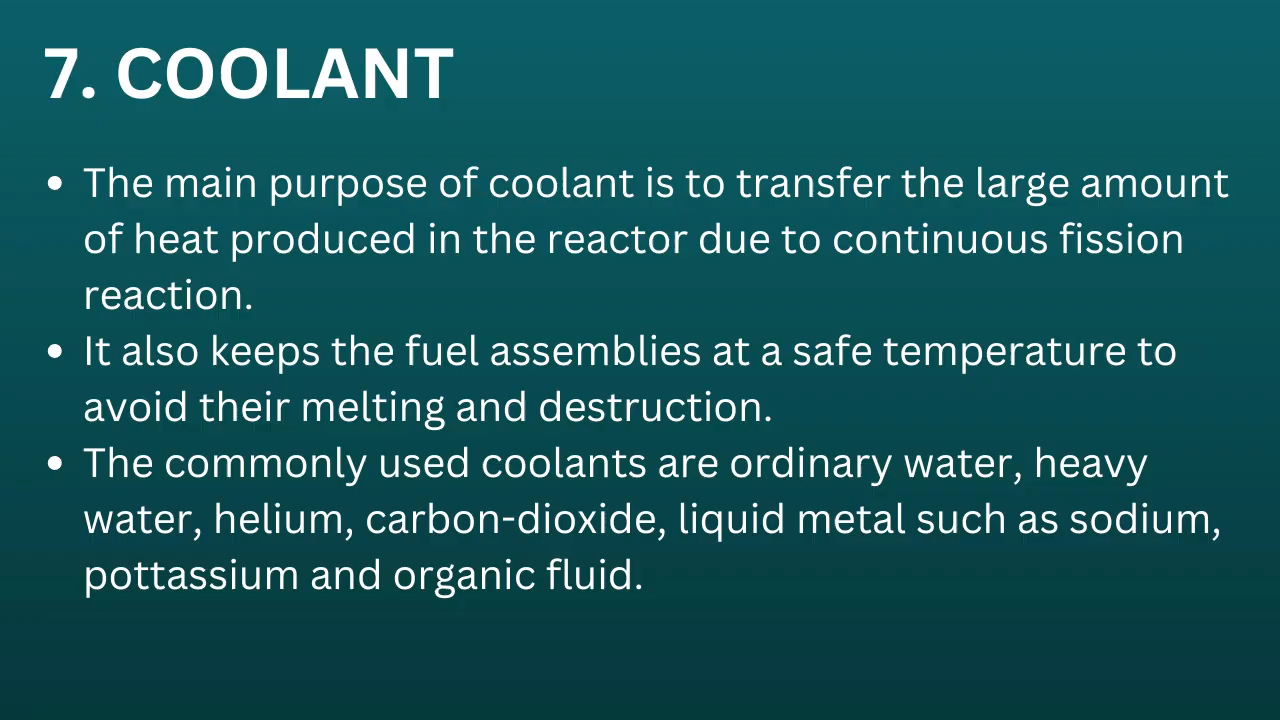 7. COOLANT
• The main purpose of coolant is to transfer the large amount
of heat produced in the reactor due to continuous fission
reaction.
• It also keeps the fuel assemblies at a safe temperature to
avoid their melting and destruction.
• The commonly used coolants are ordinary water, heavy
water, helium, carbon-dioxide, liquid metal such as sodium,
pottassium and organic fluid.